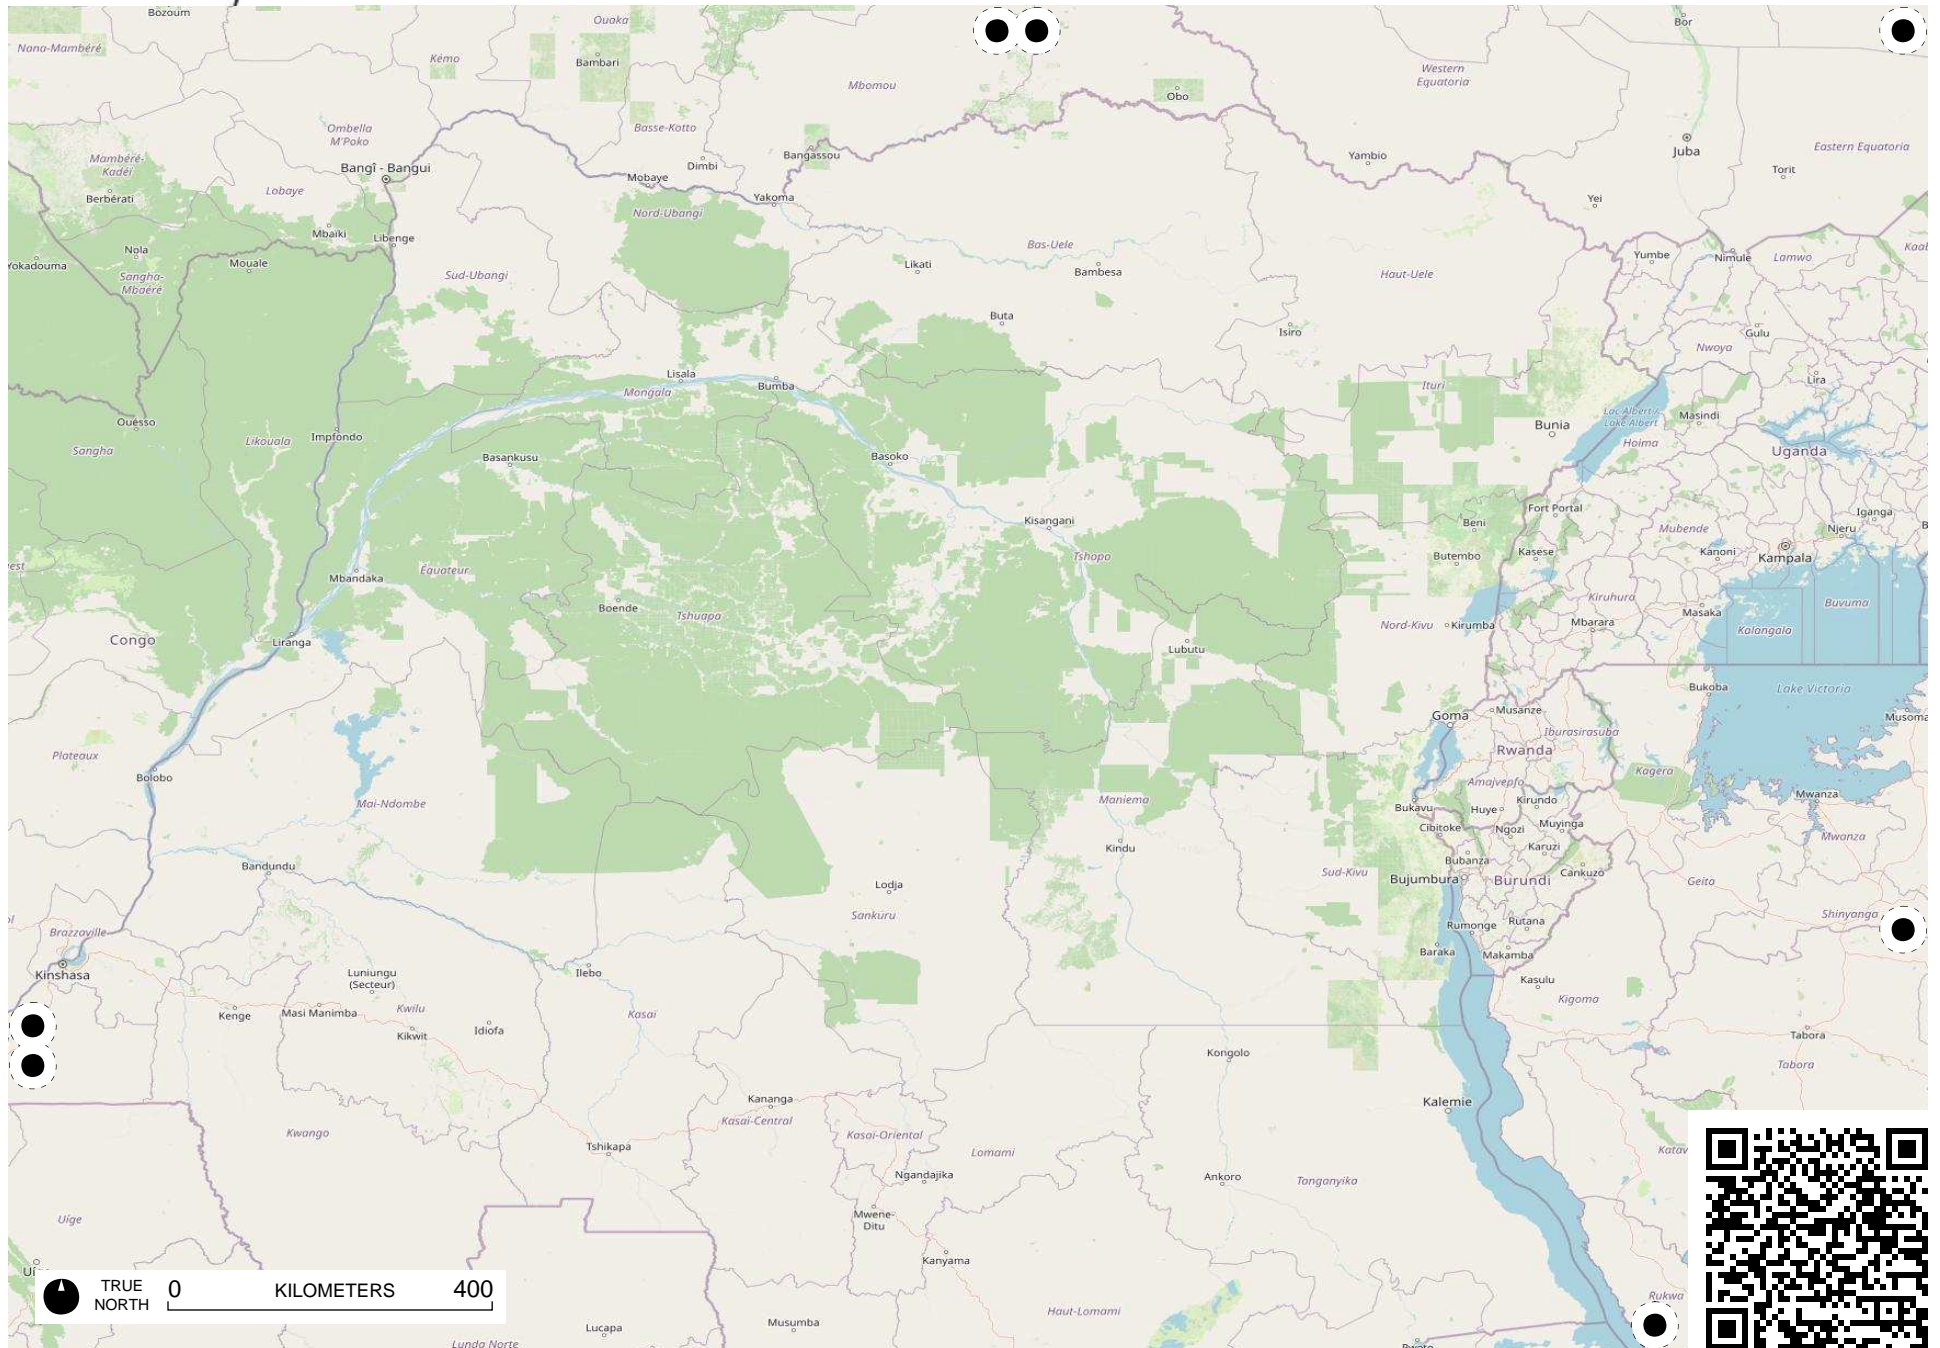 Bozoum
Ouaka
Bor
Nana-Mambéré
Kémo
Bambari
Mbomou
Western
Equatoria
Obo
Ombella
M'Poko
Basse-Kotto
Mambéré-
Kadéï
Bangî - Bangui
Dimbi
Bangassou
Yambio
Juba
Eastern Equatoria
Torit
Berbérati
Lobaye
Mobaye
Yakoma
Yei
Nord-Ubangi
Mbaïki
Libenge
Bas-Uele
Nola
Mouale
Yokadouma
Sangha-
Mbaéré
Sud-Ubangi
Likati
Bambesa
Haut-Uele
Yumbe
Nimule
Lamwo
Buta
Isiro
Gulu
Nwoya
Lisala
Bumba
Mongala
Ituri
Lira
Lac Albert /
Lake Albert
Masindi
Ouésso
Impfondo
Likouala
Sangha
Bunia
Hoima
Uganda
Basankusu
Basoko
Kisangani
Fort Portal
Iganga
Beni
Mubende
Njeru
Tshopo
Butembo
Kasese
Kanoni
Kampala
Mbandaka
Équateur
Boende
Tshuapa
Kiruhura
Masaka
Buvuma
Nord-Kivu
Kirumba
Mbarara
Kalangala
Congo
Liranga
Lubutu
Bukoba
Lake Victoria
Goma
Musanze
Musoma
Iburasirasuba
Rwanda
Plateaux
Bolobo
Kagera
Amajyepfo
Mai-Ndombe
Maniema
Bukavu
Huye
Kirundo
Mwanza
Cibitoke
Ngozi
Muyinga
Mwanza
Kindu
Karuzi
Bubanza
Bandundu
Sud-Kivu
Cankuzo
Bujumbura
Burundi
Geita
Lodja
Sankuru
Shinyanga
Rutana
Rumonge
Brazzaville
Baraka
Makamba
Kinshasa
Luniungu
(Secteur)
Ilebo
Kasulu
Kigoma
Kenge
Masi Manimba
Kwilu
Kasaï
Kikwit
Idiofa
Tabora
Kongolo
Tabora
Kananga
Kalemie
Kasaï-Central
Kwango
Kasai-Oriental
Tshikapa
Lomami
Katav
Ngandajika
Ankoro
Tanganyika
Uíge
Mwene-
Ditu
Kanyama
TRUE
NORTH
0 KILOMETERS 400
Rukwa
Haut-Lomami
Musumba
Lucapa
Lunda Norte